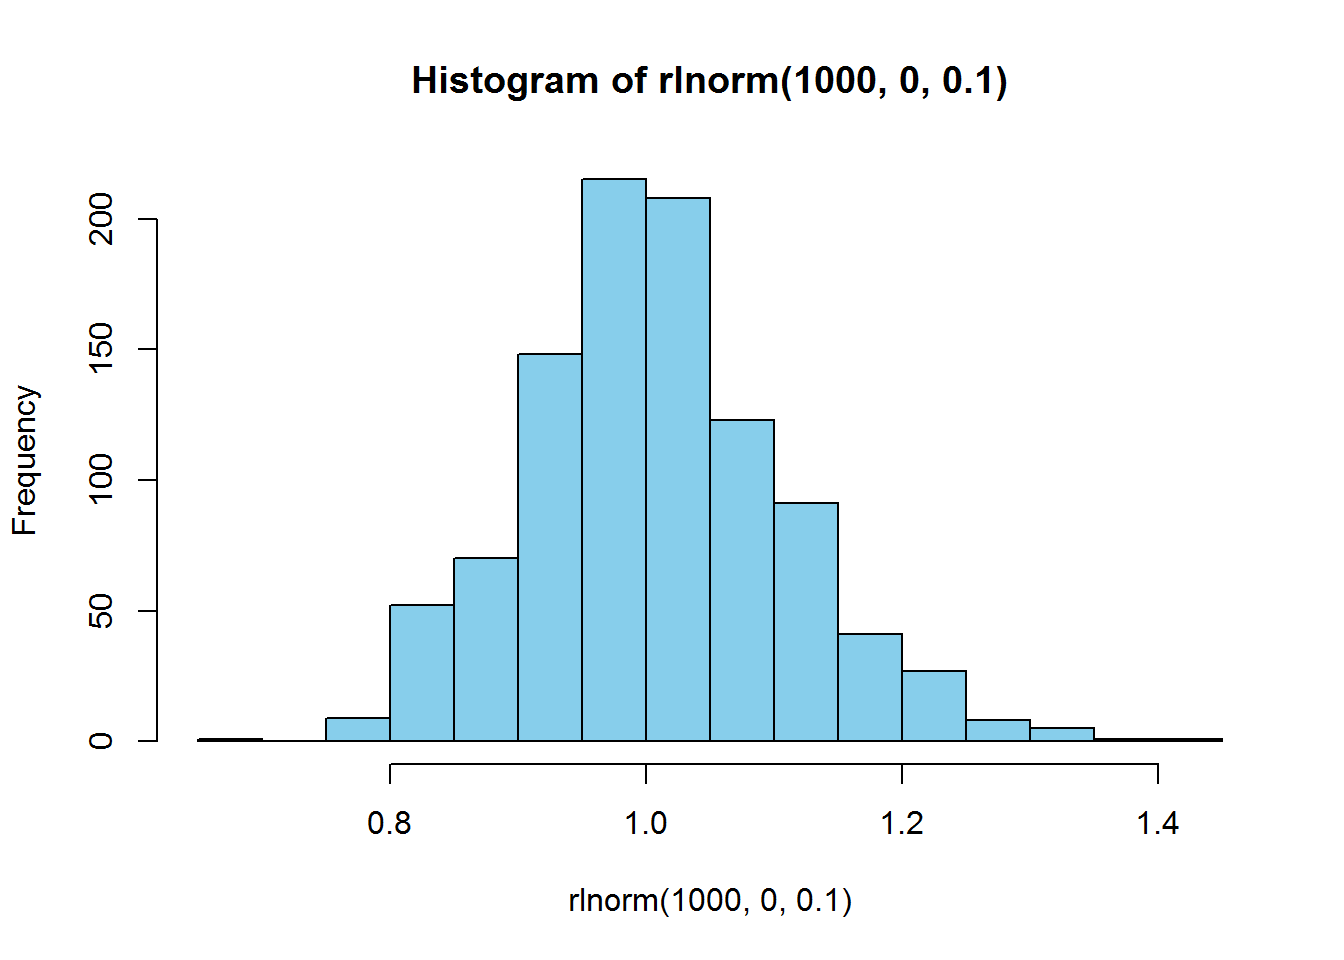 Histogram of rlnorm(1000, 0, 0.1)
Frequency
200
150
100
50
0
0.8 1.0 1.2 1.4
rlnorm(1000, 0, 0.1)